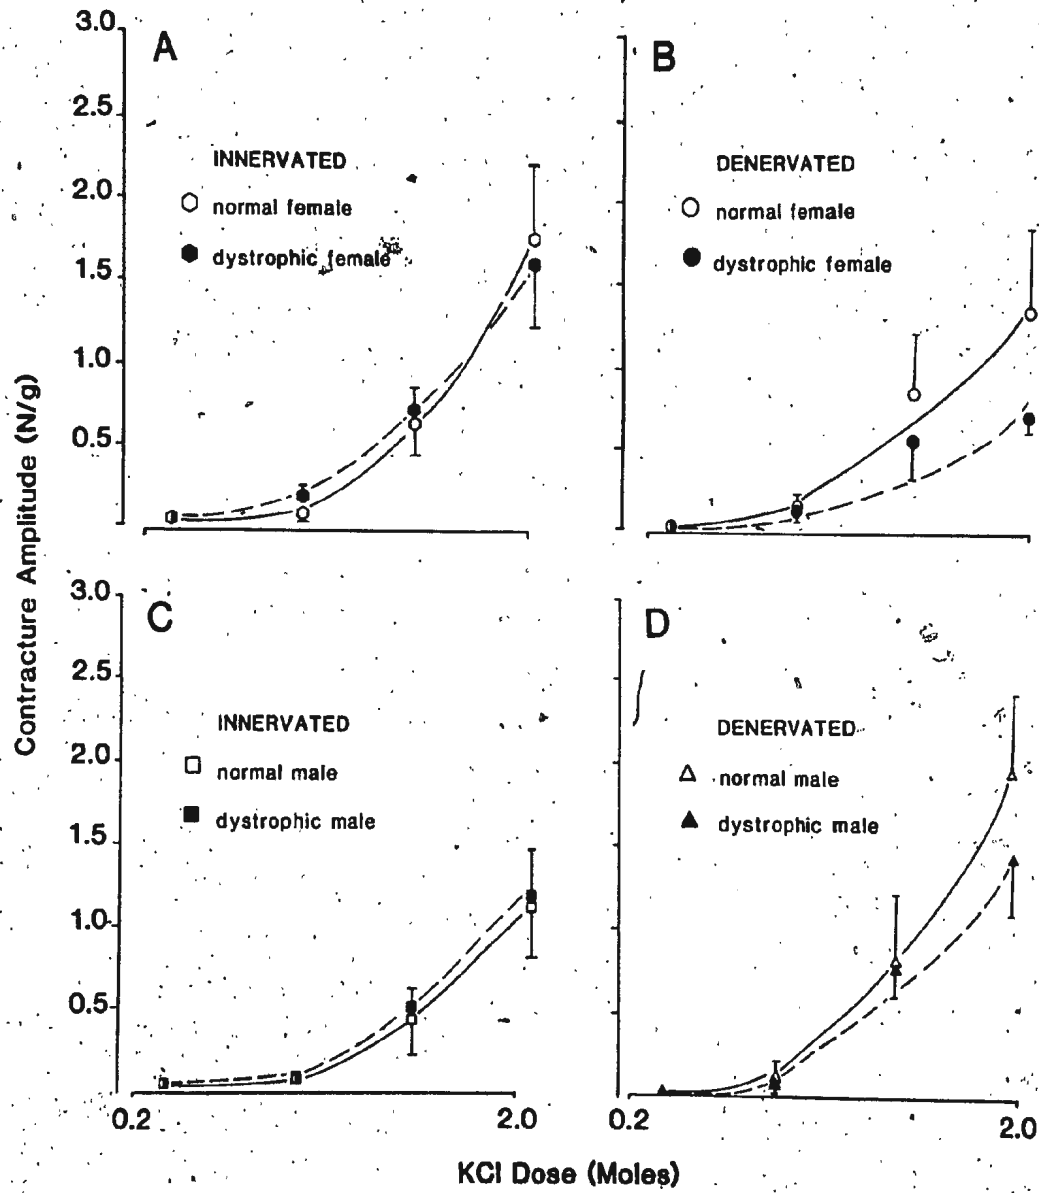 3.0
2.5
2.0
1.5
1.0
0.5
A
INNERVATED
normal female
dystrophic female
B
DENERVATED
normal female
dystrophic female
Contracture Amplitude (N/g)
3.0
2.5
2.0
1.5
1.0
0.5
C
INNERVATED
normal male
dystrophic male
0.2
2.0
D
DENERVATED
normal male
dystrophic male
0.2
2.0
KCl Dose (Moles)